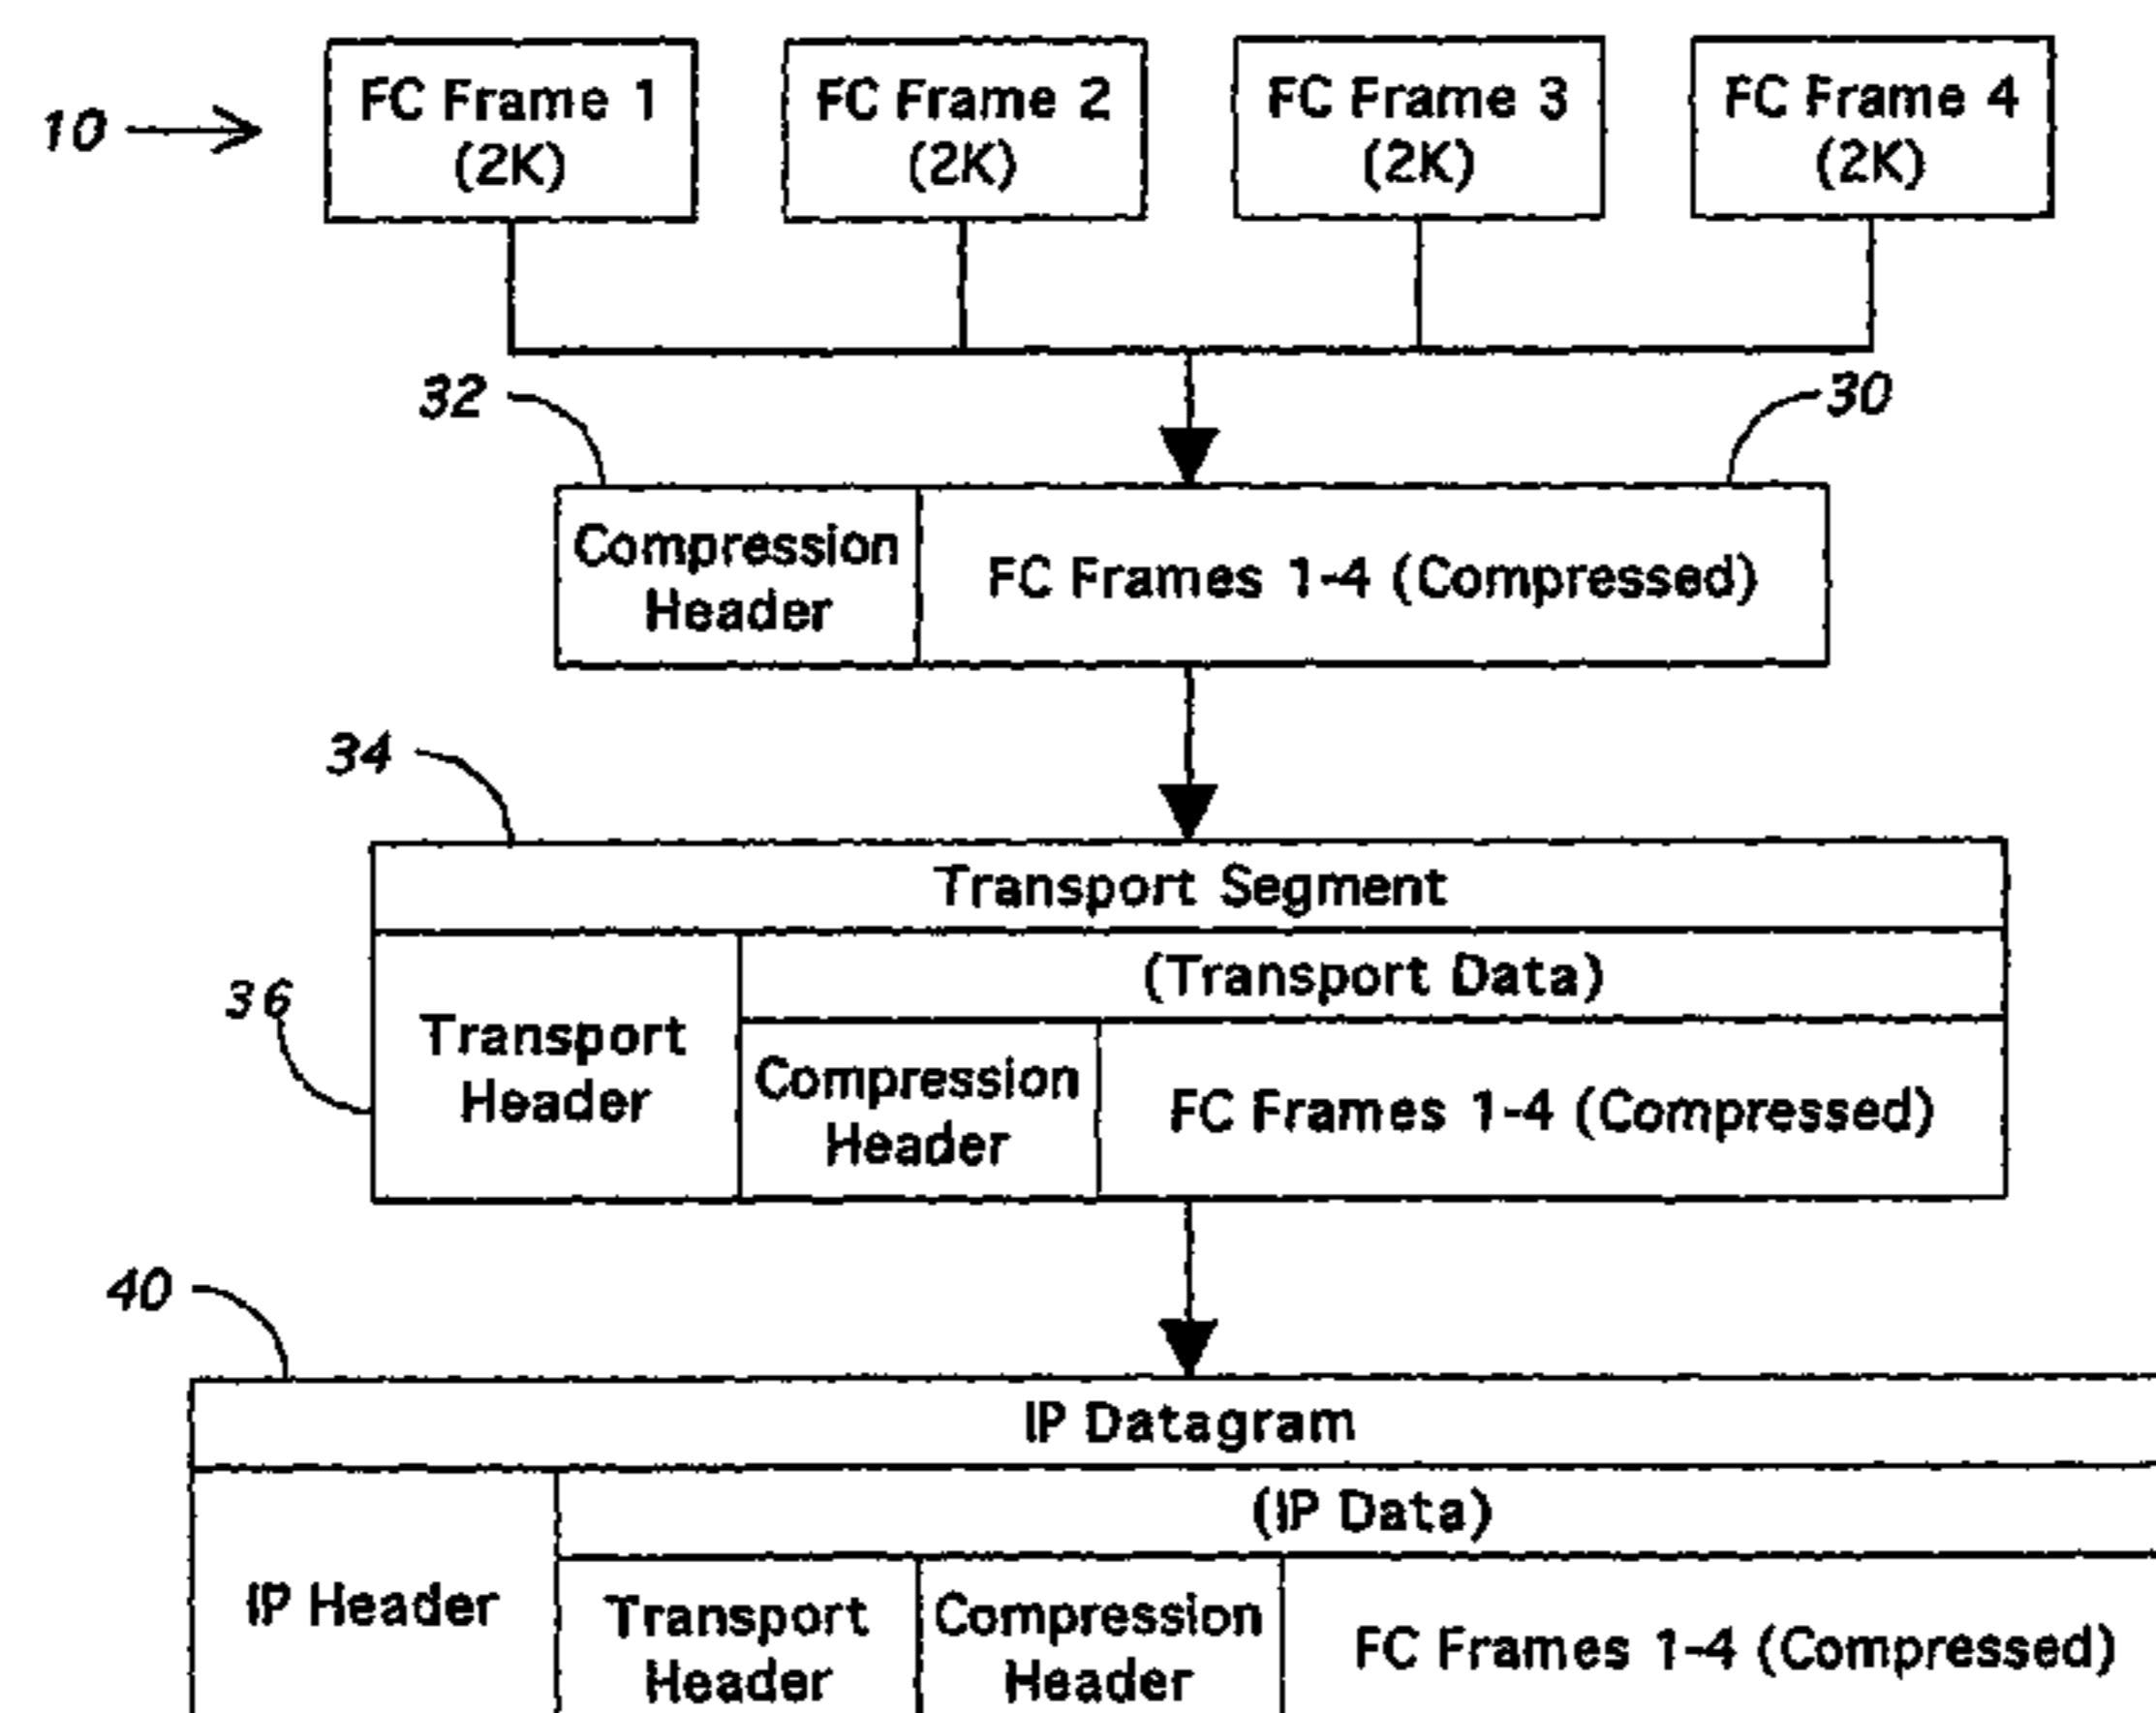 10
FC Frame 1
(2K)
FC Frame 2
(2K)
FC Frame 3
(2K)
FC Frame 4
(2K)
32
30
Compression
Header
FC Frames 1-4 (Compressed)
34
Transport Segment
36
Transport
Header
(Transport Data)
Compression
Header
FC Frames 1-4 (Compressed)
40
IP Datagram
IP Header
(IP Data)
Transport
Header
Compression
Header
FC Frames 1-4 (Compressed)